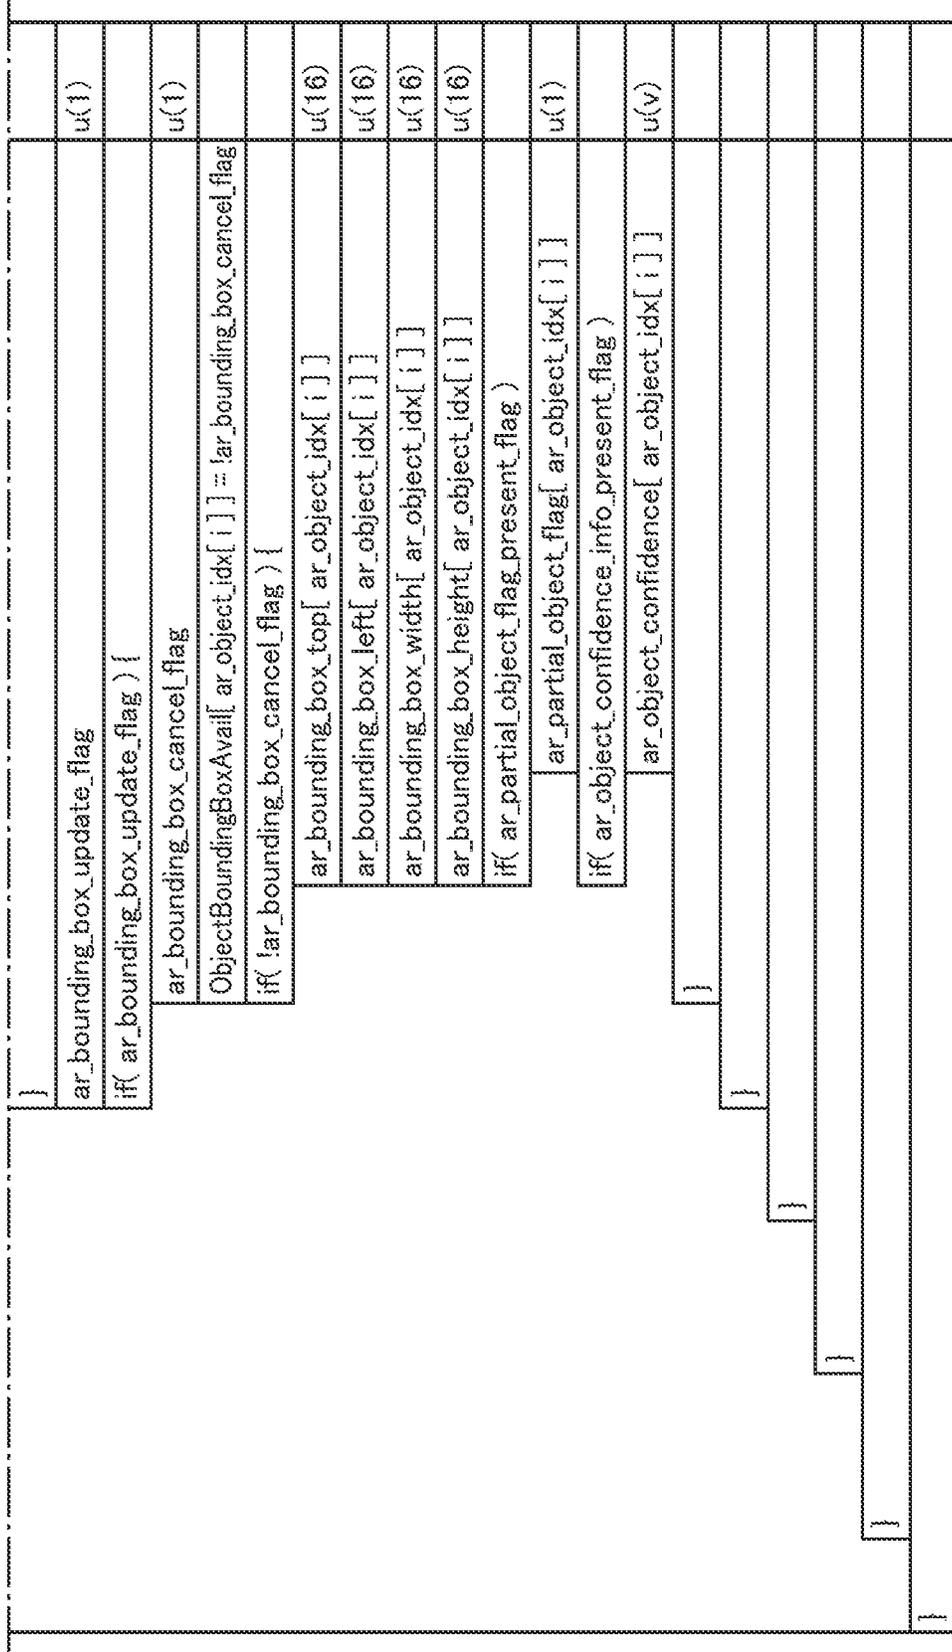 }
ar_bounding_box_update_flag u(1)
if( ar_bounding_box_update_flag ) {
ar_bounding_box_cancel_flag u(1)
ObjectBoundingBoxAvail[ ar_object_idx[ i ] ] = !ar_bounding_box_cancel_flag
if( !ar_bounding_box_cancel_flag ) {
ar_bounding_box_top[ ar_object_idx[ i ] ] u(16)
ar_bounding_box_left[ ar_object_idx[ i ] ] u(16)
ar_bounding_box_width[ ar_object_idx[ i ] ] u(16)
ar_bounding_box_height[ ar_object_idx[ i ] ] u(16)
if( ar_partial_object_flag_present_flag )
ar_partial_object_flag[ ar_object_idx[ i ] ] u(1)
if( ar_object_confidence_info_present_flag )
ar_object_confidence[ ar_object_idx[ i ] ] u(v)
}
}
}
}
}
}